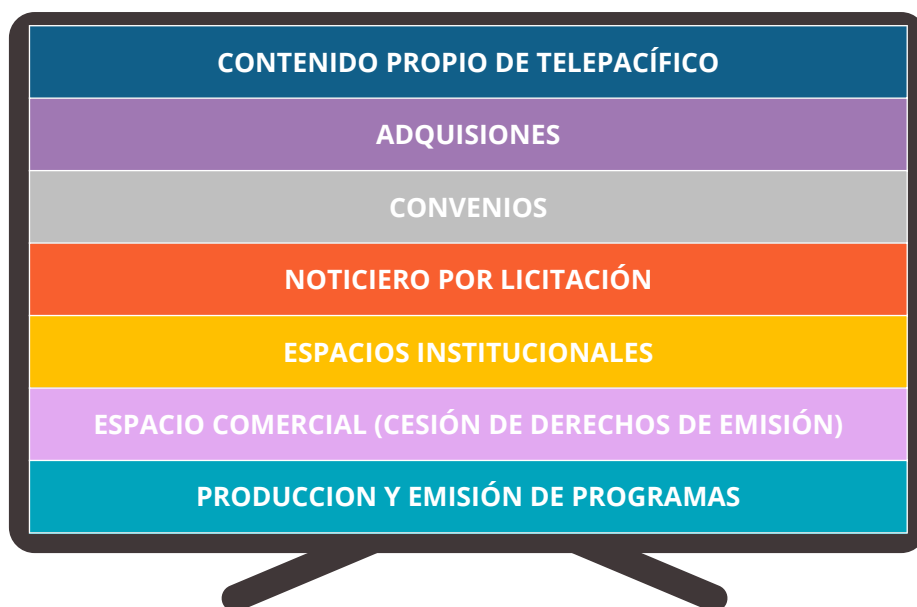 CONTENIDO PROPIO DE TELEPACÍFICO
ADQUISIONES
CONVENIOS
NOTICIERO POR LICITACIÓN
ESPACIOS INSTITUCIONALES
ESPACIO COMERCIAL (CESIÓN DE DERECHOS DE EMISIÓN)
PRODUCCION Y EMISIÓN DE PROGRAMAS